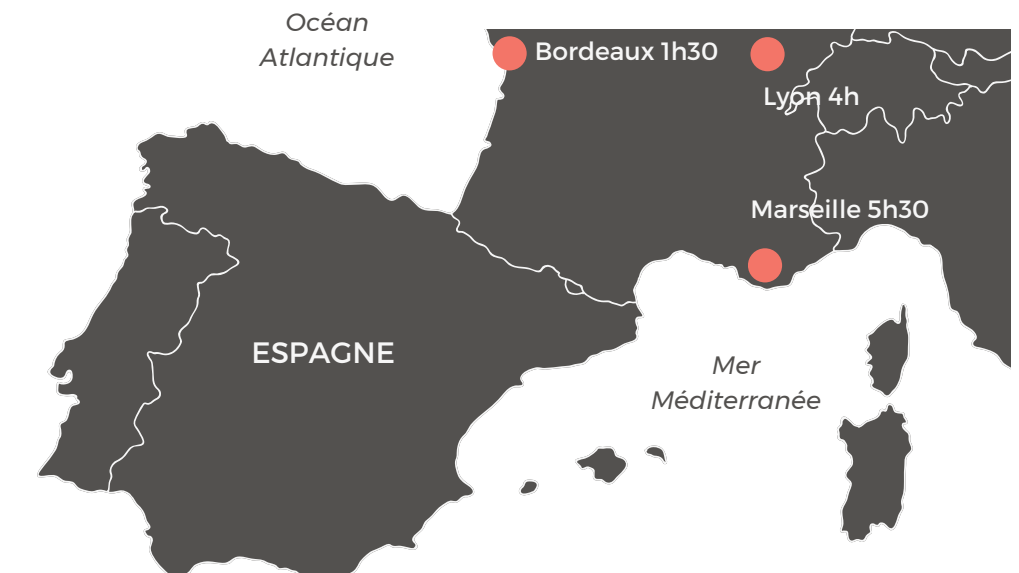 Océan
Atlantique
Bordeaux 1h30
Lyon 4h
Marseille 5h30
ESPAGNE
Mer
Méditerranée